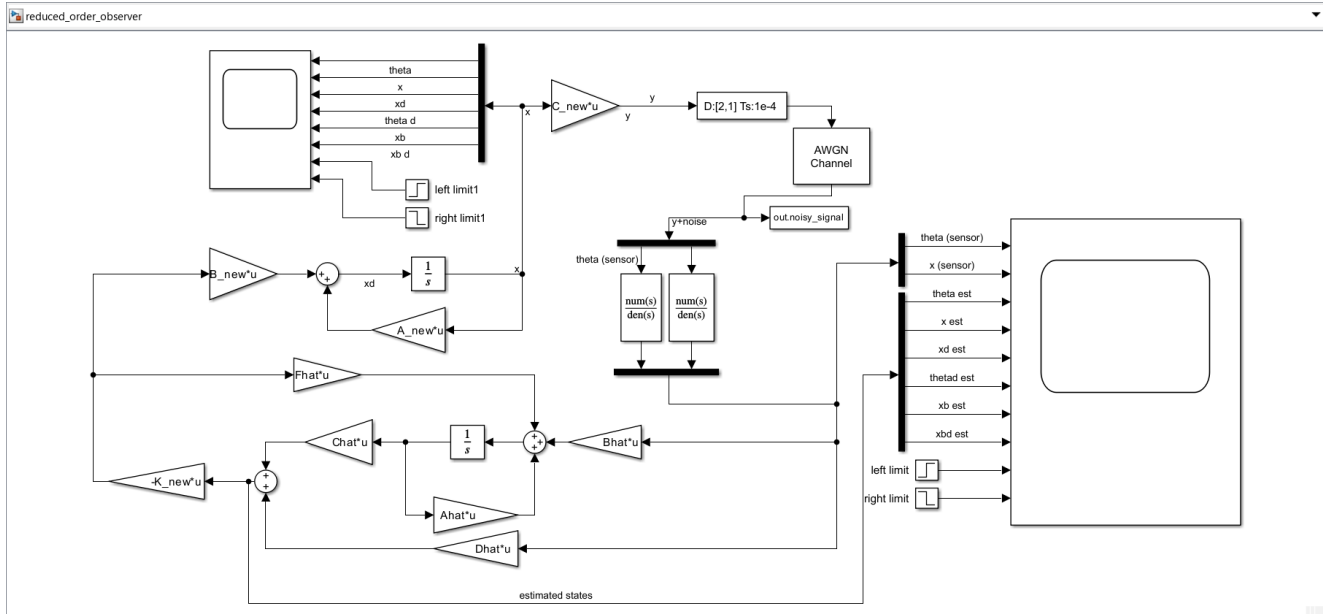 reduced_order_observer
theta
x
xd
theta d
xb
xb d
left limit1
right limit1
x
C_new*u
y
y
D:[2,1] Ts:1e-4
AWGN
Channel
out.noisy_signal
y+noise
theta (sensor)
num(s)
den(s)
num(s)
den(s)
B_new*u
+
+
xd
1
s
x
A_new*u
Fhat*u
Chat*u
1
s
+
+
+
Bhat*u
-K_new*u
+
+
Ahat*u
Dhat*u
estimated states
theta (sensor)
x (sensor)
theta est
x est
xd est
thetad est
xb est
xbd est
left limit
right limit